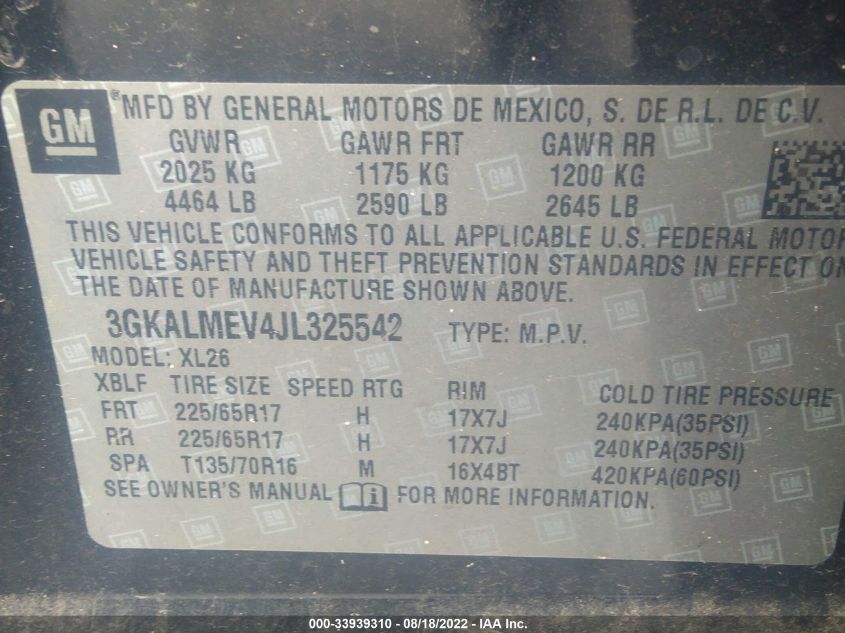 GM
® MFD BY GENERAL MOTORS DE MEXICO, S. DE R.L. DE C.V.
GVWR GAWR FRT GAWR RR
2025 KG 1175 KG 1200 KG
4464 LB 2590 LB 2645 LB
THIS VEHICLE CONFORMS TO ALL APPLICABLE U.S. FEDERAL MOTOR
VEHICLE SAFETY AND THEFT PREVENTION STANDARDS IN EFFECT ON
THE DATE OF MANUFACTURE SHOWN ABOVE.
3GKALMEV4JL325542 TYPE: M.P.V.
MODEL: XL26
XBLF TIRE SIZE SPEED RTG RIM COLD TIRE PRESSURE
FRT 225/65R17 H 17X7J 240KPA(35PSI)
RR 225/65R17 H 17X7J 240KPA(35PSI)
SPA T135/70R16 M 16X4BT 420KPA(60PSI)
SEE OWNER'S MANUAL i FOR MORE INFORMATION.
000-33939310 - 08/18/2022 - IAA Inc.